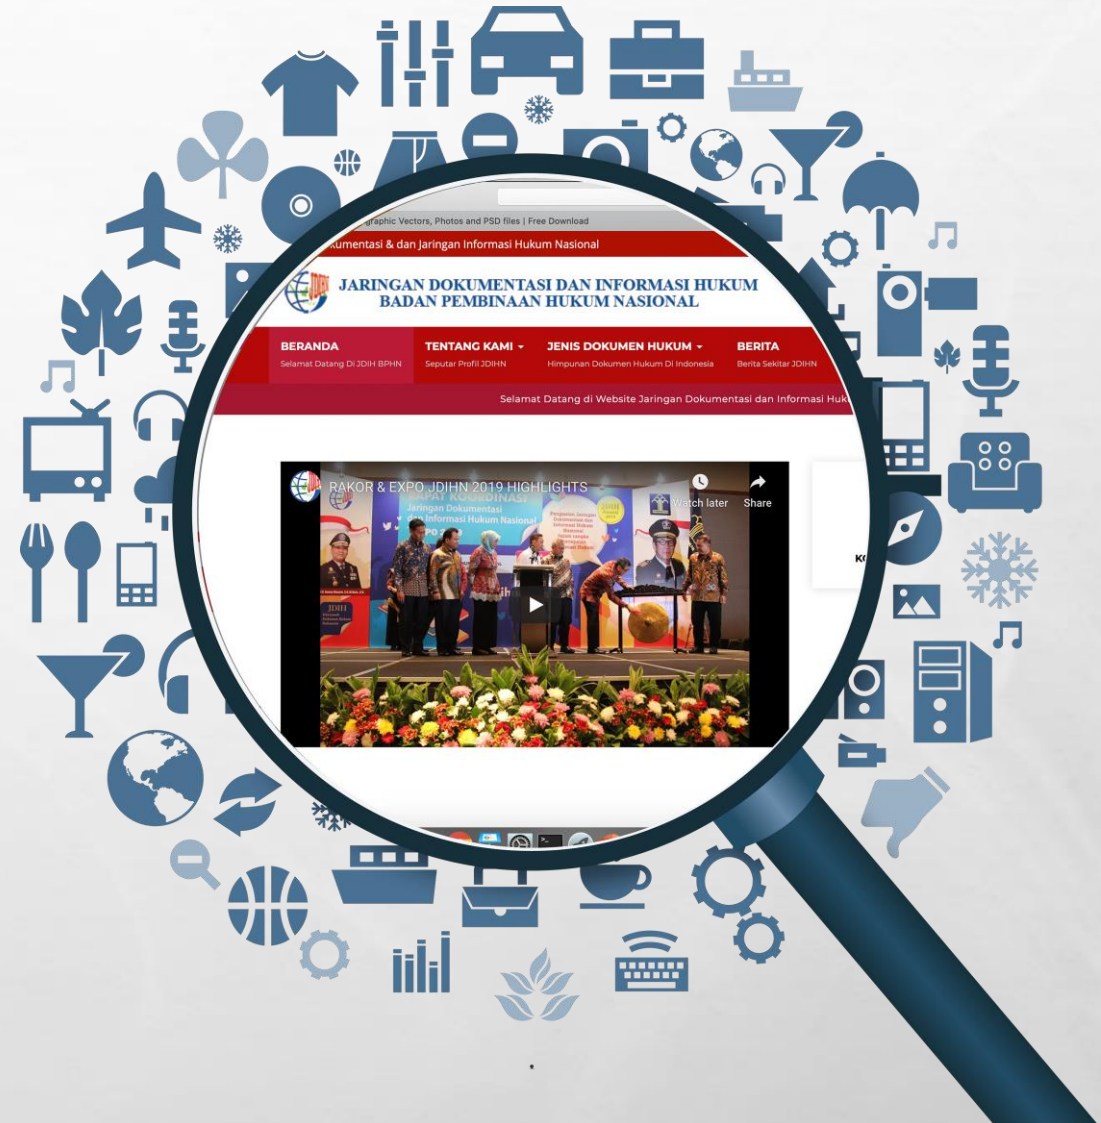 graphic Vectors, Photos and PSD files | Free Download
umentasi & dan Jaringan Informasi Hukum Nasional
JDIHN
JARINGAN DOKUMENTASI DAN INFORMASI HUKUM
BADAN PEMBINAAN HUKUM NASIONAL
BERANDA
Selamat Datang Di JDIH BPHN
TENTANG KAMI
Seputar Profil JDIHN
JENIS DOKUMEN HUKUM
Himpunan Dokumen Hukum Di Indonesia
BERITA
Berita Sekitar JDIHN
Selamat Datang di Website Jaringan Dokumentasi dan Informasi Huk
RAKOR & EXPO JDIHN 2019 HIGHLIGHTS
Watch later
Share
RAPAT KOORDINASI
Jaringan Dokumentasi
dan Informasi Hukum Nasional
JDIH